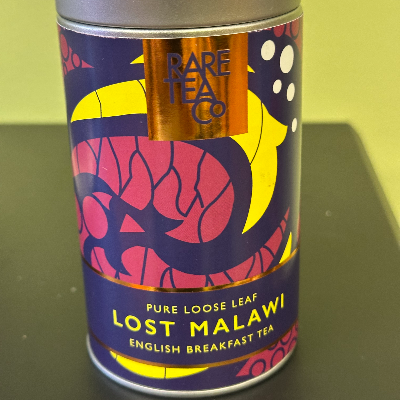 RARE
TEA
Co
PURE LOOSE LEAF
LOST MALAWI
ENGLISH BREAKFAST TEA